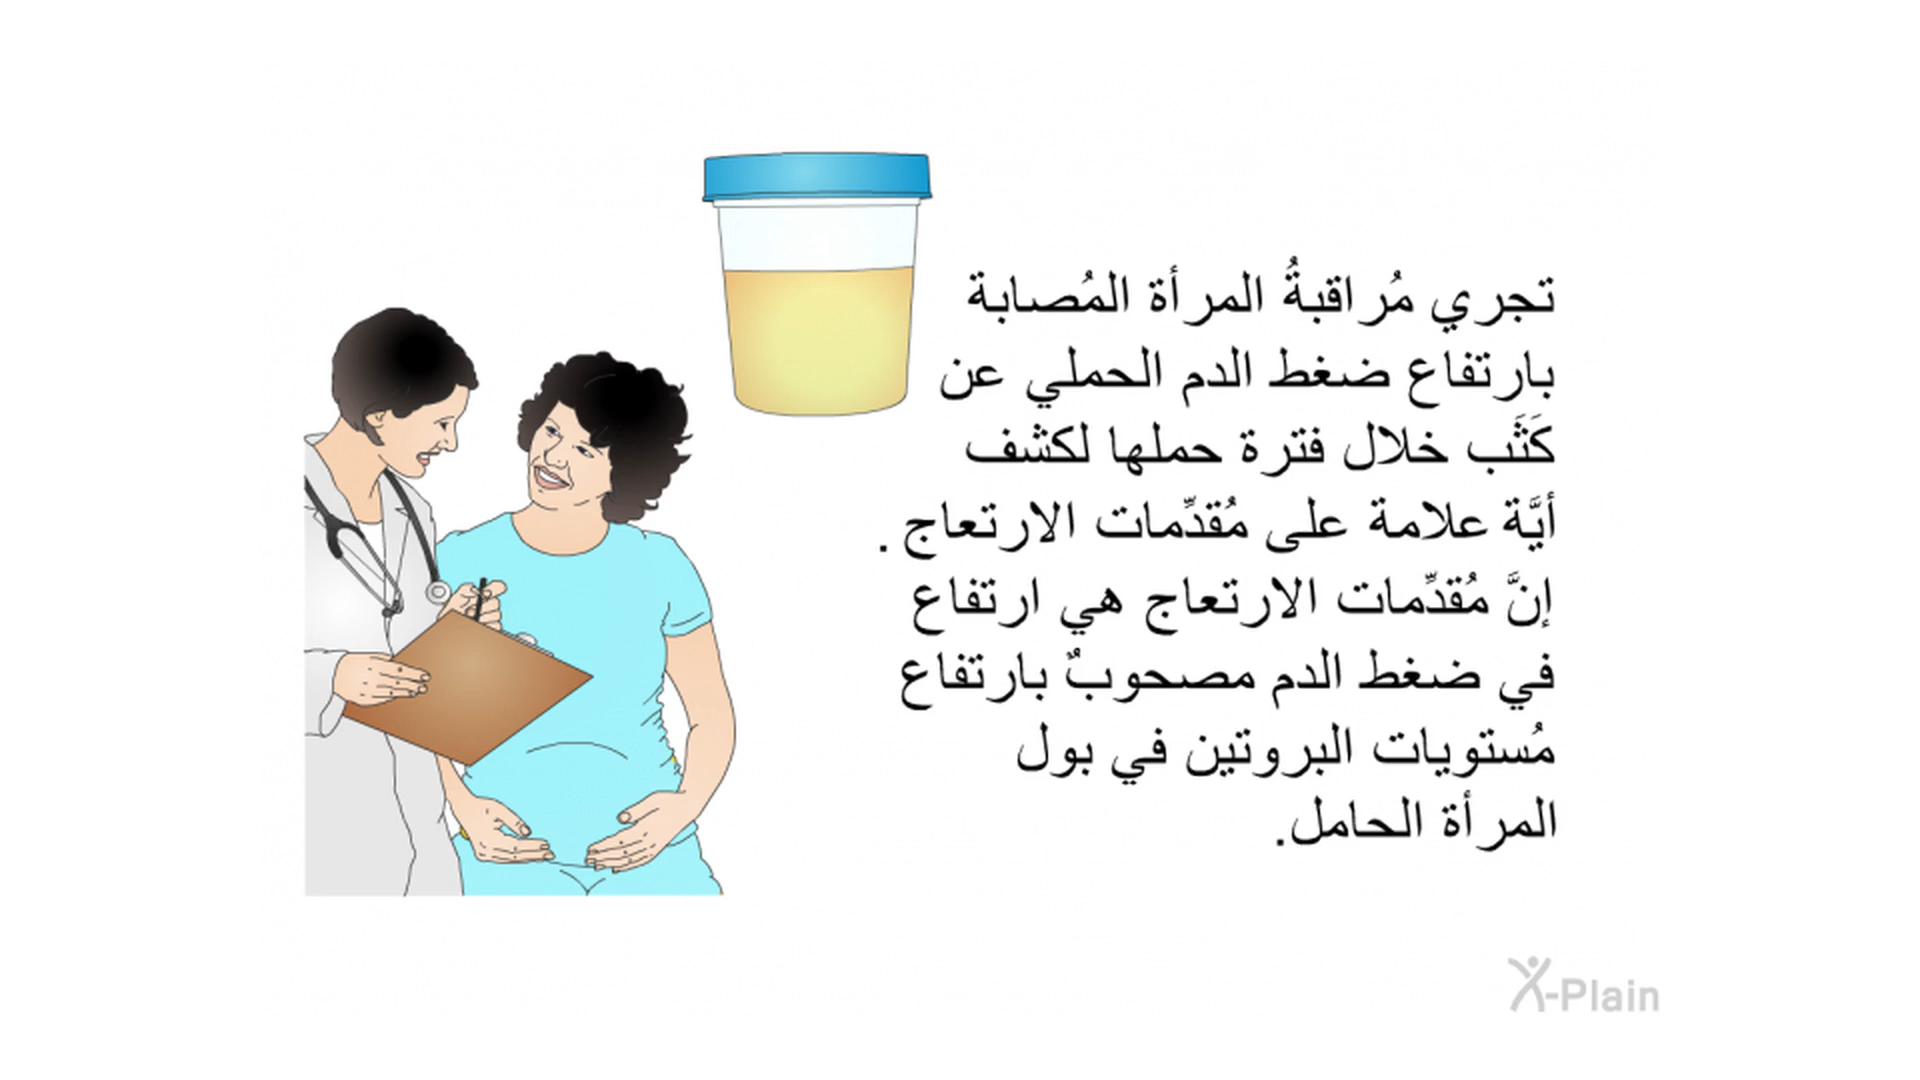 تجري مُراقبةُ المرأة المُصابة
بارتفاع ضغط الدم الحملي عن
كَثَب خلال فترة حملها لكشف
أيَّة علامة على مُقدِّمات الارتعاج .
إنَّ مُقدِّمات الارتعاج هي ارتفاع
في ضغط الدم مصحوبٌ بارتفاع
مُستويات البروتين في بول
المرأة الحامل.
X-Plain